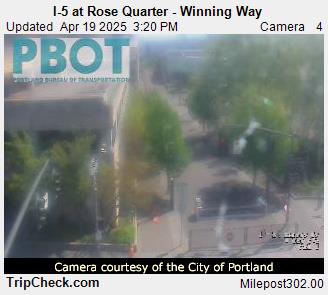 I-5 at Rose Quarter - Winning Way
Updated Apr 19 2025 3:20 PM Camera 4
PBOT
PORTLAND BUREAU OF TRANSPORTATION
Camera courtesy of the City of Portland
TripCheck.com Milepost302.00